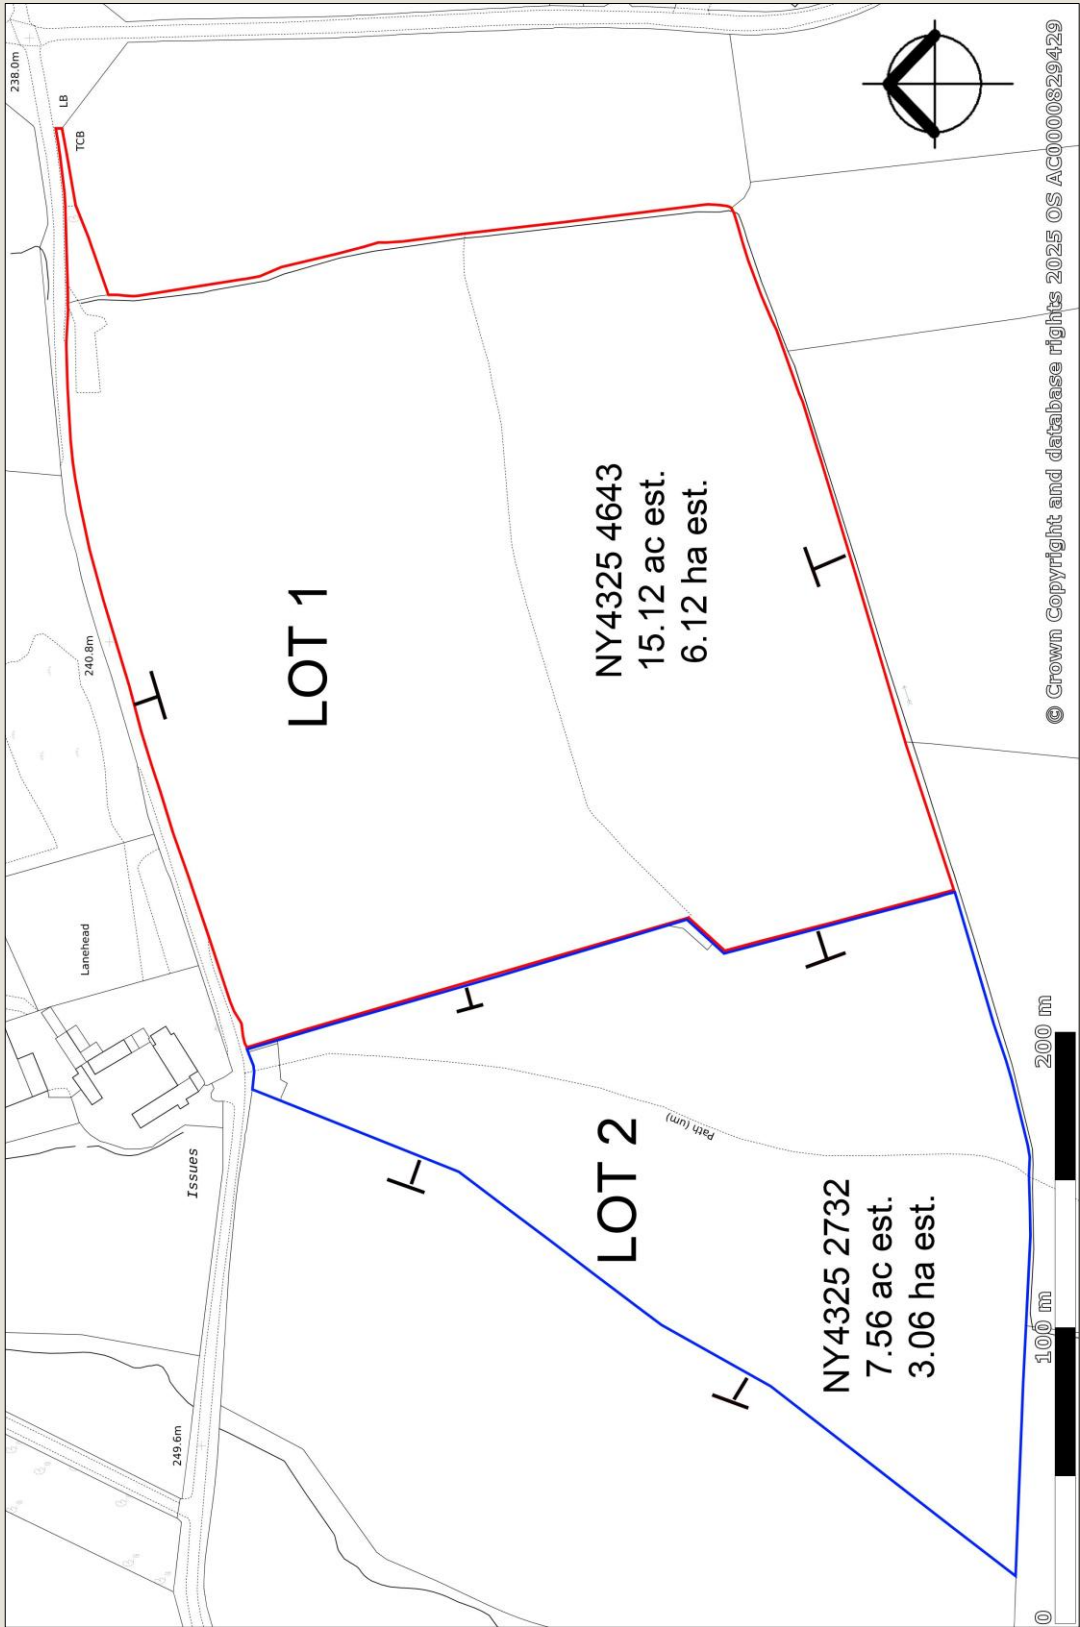 238.0m
LB
TCB
240.8m
Lanehead
Issues
249.6m
LOT 1
NY4325 4643
15.12 ac est.
6.12 ha est.
LOT 2
Path (um)
NY4325 2732
7.56 ac est.
3.06 ha est.
0
100 m
200 m
© Crown Copyright and database rights 2025 OS AC0000829429